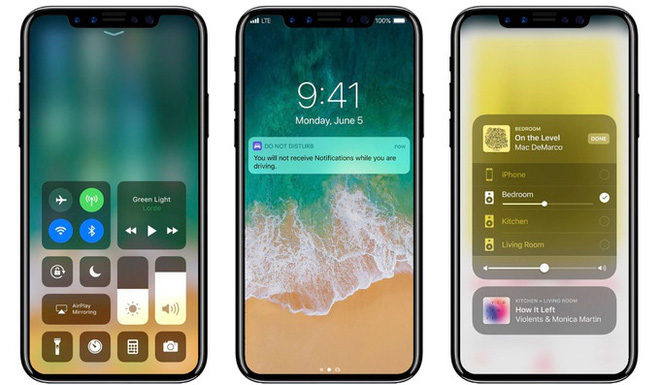 Green Light
Lorde
AirPlay
Mirroring
LTE
100%
9:41
Monday, June 5
DO NOT DISTURB
now
You will not receive Notifications while you are
driving.
BEDROOM
On the Level
Mac DeMarco
DONE
iPhone
Bedroom
Kitchen
Living Room
KITCHEN + LIVING ROOM
How It Left
Violents & Monica Martin